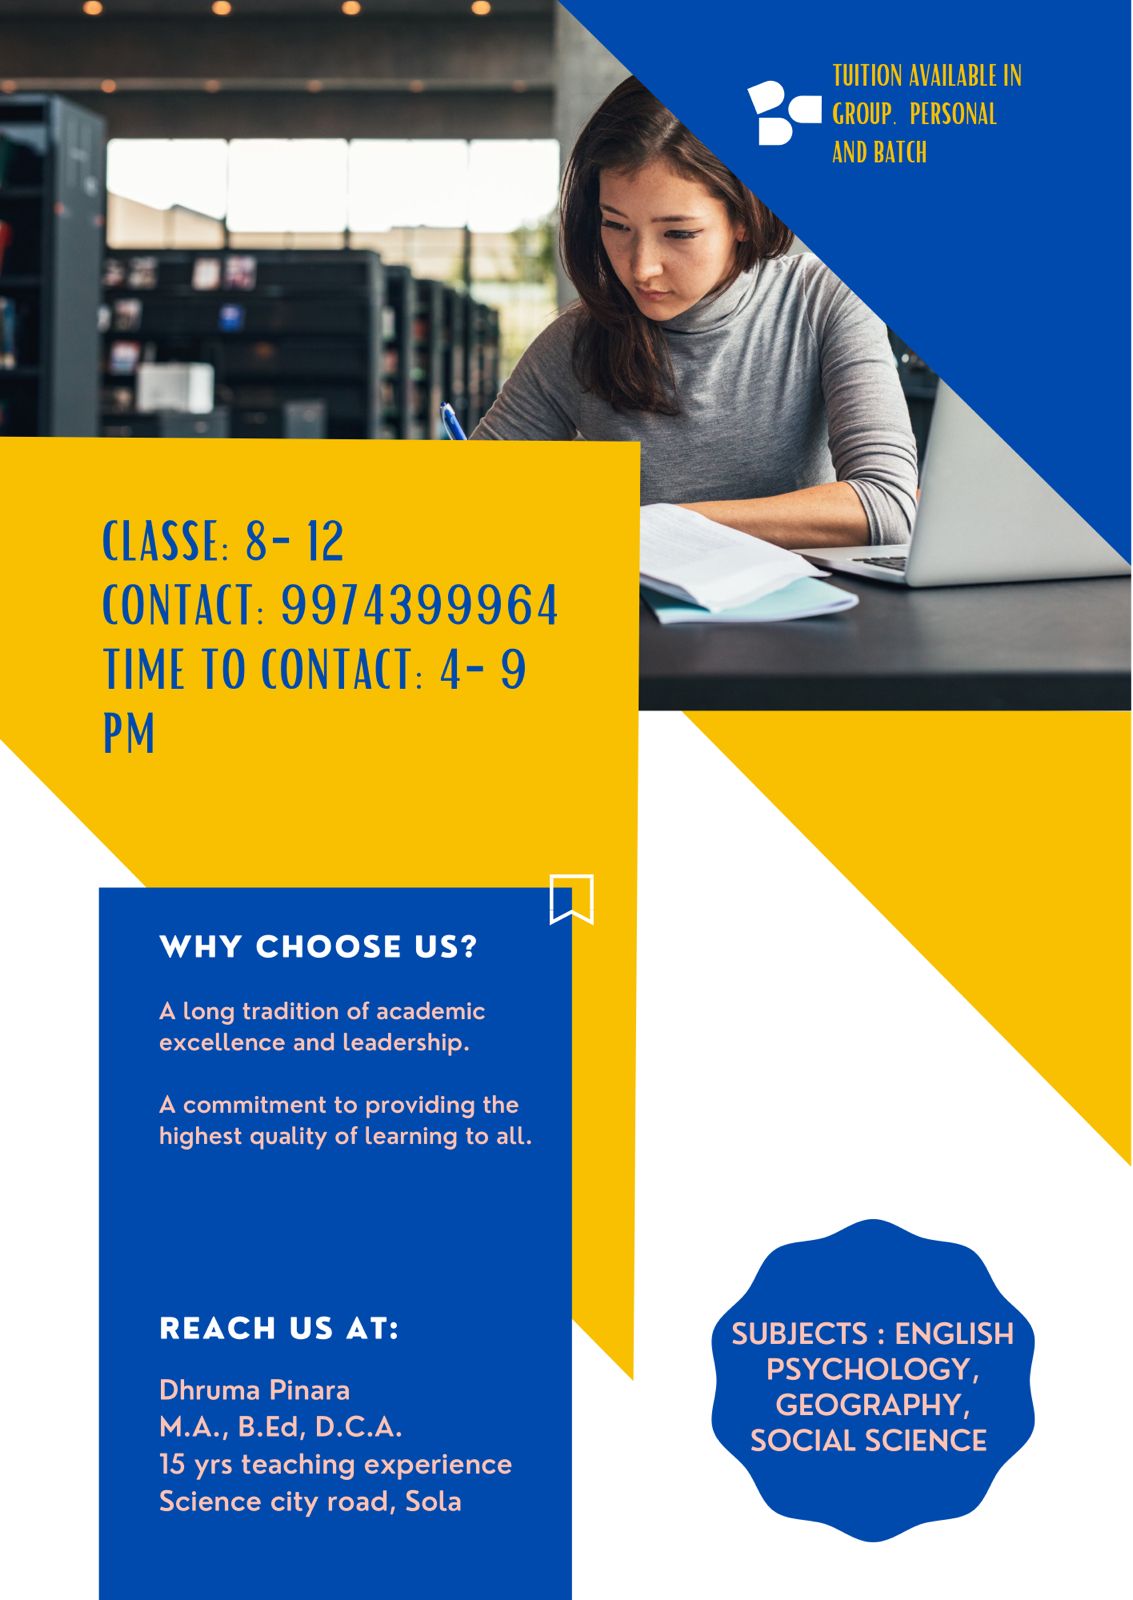 TUITION AVAILABLE IN
GROUP.  PERSONAL
AND BATCH
CLASSE: 8- 12
CONTACT: 9974399964
TIME TO CONTACT: 4- 9
PM
WHY CHOOSE US?
A long tradition of academic
excellence and leadership.
A commitment to providing the
highest quality of learning to all.
REACH US AT:
Dhruma Pinara
M.A., B.Ed, D.C.A.
15 yrs teaching experience
Science city road, Sola
SUBJECTS : ENGLISH
PSYCHOLOGY,
GEOGRAPHY,
SOCIAL SCIENCE